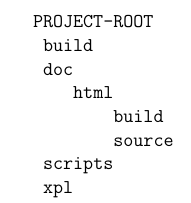 PROJECT-ROOT
build
doc
html
build
source
scripts
xpl